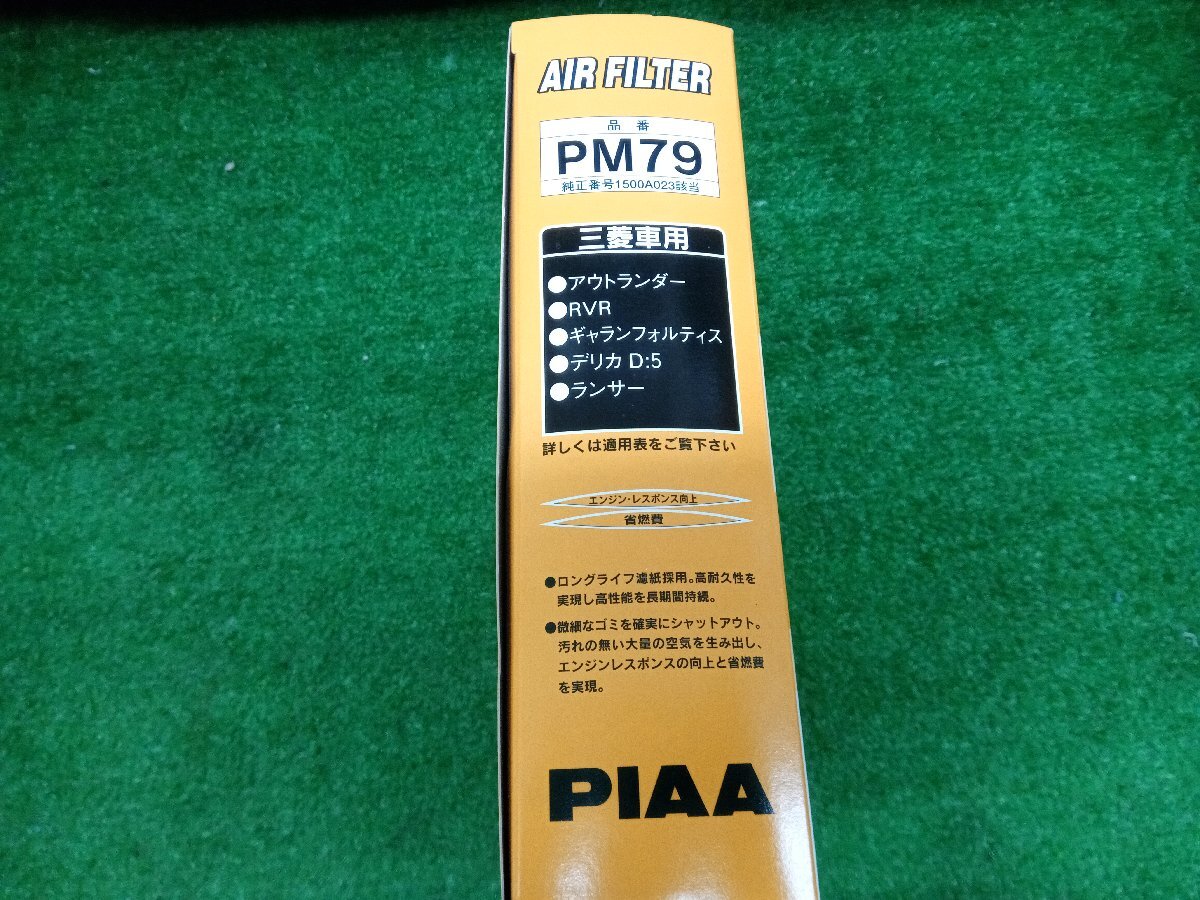 AIR FILTER
品番
PM79
純正番号1500A023該当
三菱車用
●アウトランダー
●RVR
●ギャランフォルティス
●デリカ D:5
●ランサー
詳しくは適用表をご覧下さい
エンジン・レスポンス向上
省燃費
●ロングライフ濾紙採用。高耐久性を
実現し高性能を長期間持続。
●微細なゴミを確実にシャットアウト。
汚れの無い大量の空気を生み出し、
エンジンレスポンスの向上と省燃費
を実現。
PIAA